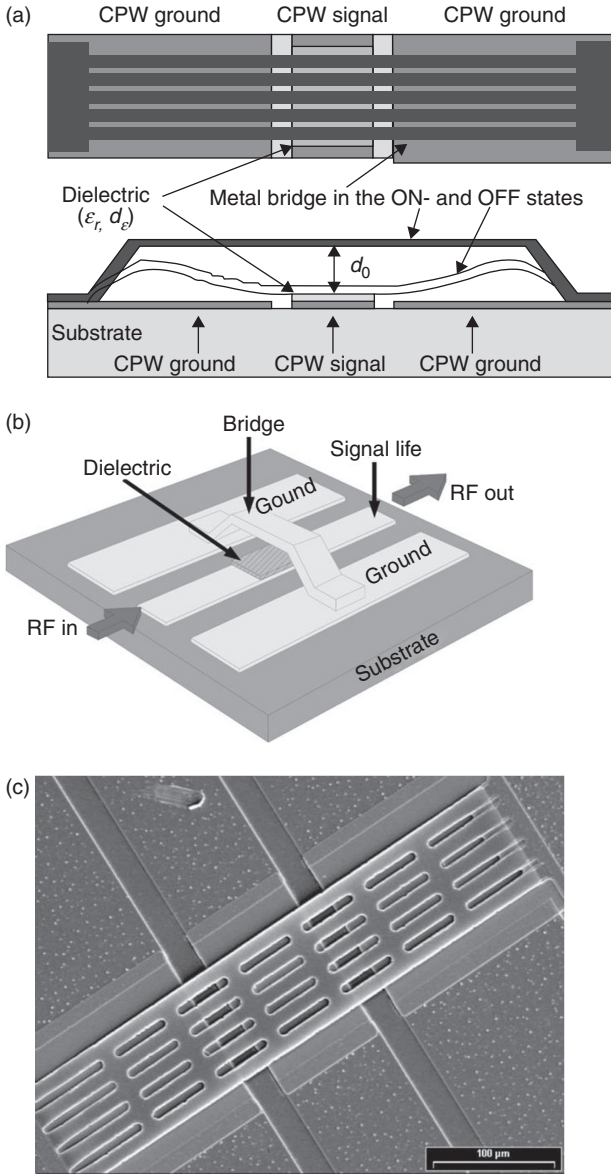 (a)
CPW ground CPW signal CPW ground
Dielectric
(εr, dε)
Metal bridge in the ON- and OFF states
d0
Substrate
CPW ground CPW signal CPW ground
(b)
Bridge
Dielectric
Signal life
Gound
RF out
Ground
RF in
Substrate
(c)
100 µm